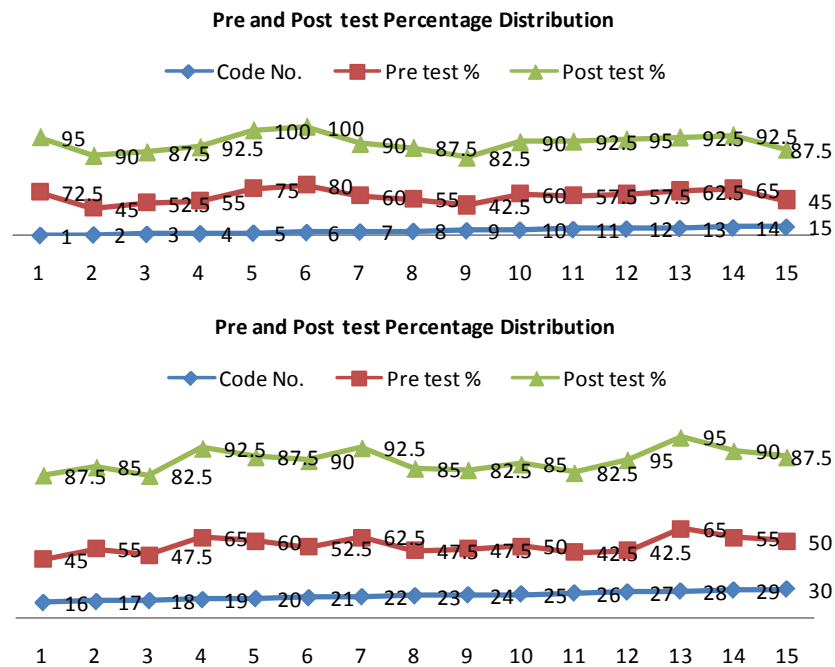 Pre and Post test Percentage Distribution
Code No. Pre test % Post test %
95 90 87.5 92.5 100 100 90 87.5 82.5 90 92.5 95 92.5 92.5 87.5
72.5 45 52.5 55 75 80 60 55 42.5 60 57.5 57.5 62.5 65 45
1 2 3 4 5 6 7 8 9 10 11 12 13 14 15
1 2 3 4 5 6 7 8 9 10 11 12 13 14 15
Pre and Post test Percentage Distribution
Code No. Pre test % Post test %
87.5 85 82.5 92.5 87.5 90 92.5 85 82.5 85 82.5 95 95 90 87.5
45 55 47.5 65 60 52.5 62.5 47.5 47.5 50 42.5 42.5 65 55 50
16 17 18 19 20 21 22 23 24 25 26 27 28 29 30
1 2 3 4 5 6 7 8 9 10 11 12 13 14 15